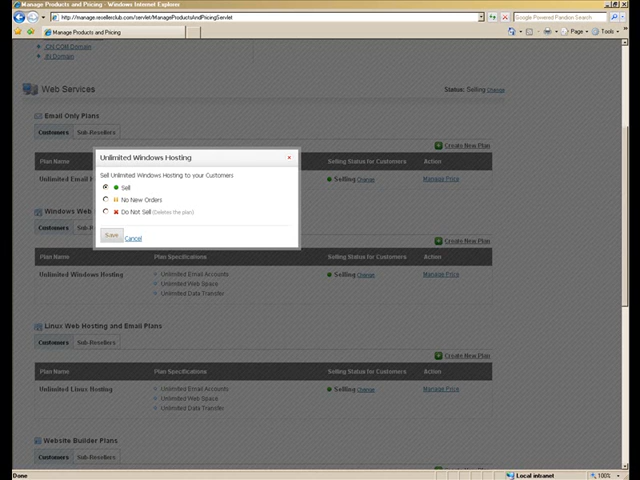 Manage Products and Pricing - Windows Internet Explorer
http://manage.resellerclub.com/servlet/ManageProductsAndPricingServlet
Google Powered Pandon Search
Manage Products and Pricing
Page
Tools
.CN COM Domain
.IN Domain
Web Services
Status: Selling Change
Email Only Plans
Customers Sub-Resellers
Create New Plan
Plan Name Selling Status for Customers Action
Unlimited Email Selling Change Manage Price
Unlimited Windows Hosting
Sell Unlimited Windows Hosting to your Customers
Sell
No New Orders
Do Not Sell (Deletes the plan)
Save Cancel
Windows Web
Create New Plan
Plan Name Plan Specifications Selling Status for Customers Action
Unlimited Windows Hosting Unlimited Email Accounts Selling Change Manage Price
Unlimited Web Space
Unlimited Data Transfer
Linux Web Hosting and Email Plans
Customers Sub-Resellers
Create New Plan
Plan Name Plan Specifications Selling Status for Customers Action
Unlimited Linux Hosting Unlimited Email Accounts Selling Change Manage Price
Unlimited Web Space
Unlimited Data Transfer
Website Builder Plans
Customers Sub-Resellers
Create New Plan
Done Local intranet 100%